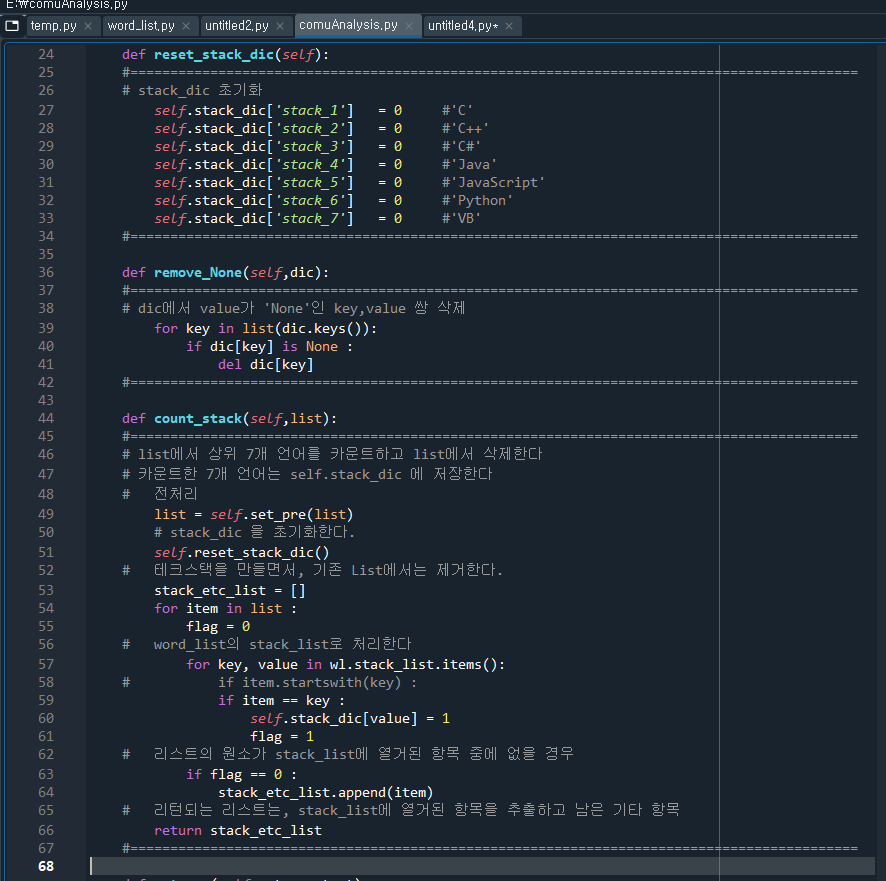 E:₩comuAnalysis.py
temp.py × word_list.py × untitled2.py × comuAnalysis.py × untitled4.py* ×
24 def reset_stack_dic(self):
25 #===========================================================================================
26 # stack_dic 초기화
27 self.stack_dic['stack_1'] = 0 #'C'
28 self.stack_dic['stack_2'] = 0 #'C++'
29 self.stack_dic['stack_3'] = 0 #'C#'
30 self.stack_dic['stack_4'] = 0 #'Java'
31 self.stack_dic['stack_5'] = 0 #'JavaScript'
32 self.stack_dic['stack_6'] = 0 #'Python'
33 self.stack_dic['stack_7'] = 0 #'VB'
34 #===========================================================================================
35
36 def remove_None(self,dic):
37 #===========================================================================================
38 # dic에서 value가 'None'인 key,value 쌍 삭제
39 for key in list(dic.keys()):
40 if dic[key] is None :
41 del dic[key]
42 #===========================================================================================
43
44 def count_stack(self,list):
45 #===========================================================================================
46 # list에서 상위 7개 언어를 카운트하고 list에서 삭제한다
47 # 카운트한 7개 언어는 self.stack_dic 에 저장한다
48 # 전처리
49 list = self.set_pre(list)
50 # stack_dic 을 초기화한다.
51 self.reset_stack_dic()
52 # 테크스택을 만들면서, 기존 List에서는 제거한다.
53 stack_etc_list = []
54 for item in list :
55 flag = 0
56 # word_list의 stack_list로 처리한다
57 for key, value in wl.stack_list.items():
58 # if item.startswith(key) :
59 if item == key :
60 self.stack_dic[value] = 1
61 flag = 1
62 # 리스트의 원소가 stack_list에 열거된 항목 중에 없을 경우
63 if flag == 0 :
64 stack_etc_list.append(item)
65 # 리턴되는 리스트는, stack_list에 열거된 항목을 추출하고 남은 기타 항목
66 return stack_etc_list
67 #===========================================================================================
68